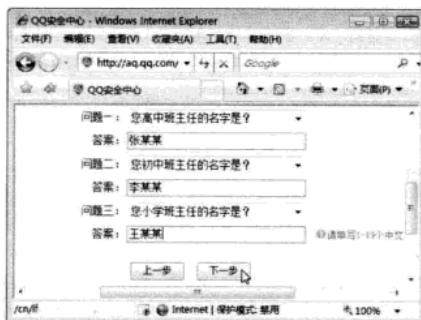 QQ安全中心 - Windows Internet Explorer
文件(F) 编辑(E) 查看(V) 收藏夹(A) 工具(T) 帮助(H)
http://aq.qq.com/ Google
QQ安全中心 页面(P)
问题一： 您高中班主任的名字是？
答案： 张某某
问题二： 您初中班主任的名字是？
答案： 李某某
问题三： 您小学班主任的名字是？
答案： 王某某
上一步 下一步
/cn/lf Internet | 保护模式: 禁用 100%